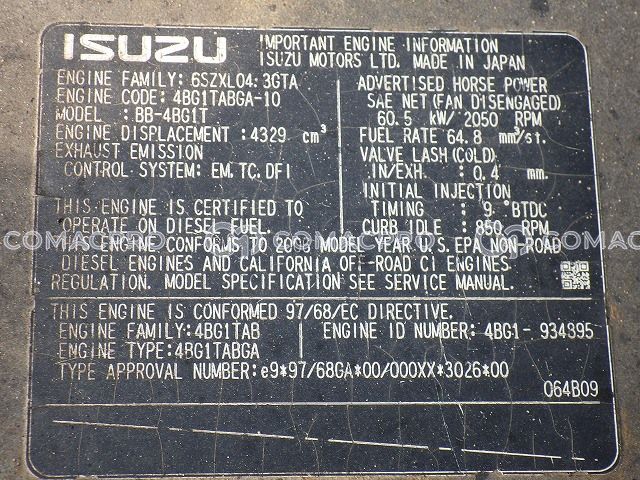 ISUZU
IMPORTANT ENGINE INFORMATION
ISUZU MOTORS LTD. MADE IN JAPAN
ENGINE FAMILY: 6SZXL04.3GTA
ENGINE CODE: 4BG1TABGA-10
MODEL : BB-4BG1T
ENGINE DISPLACEMENT: 4329 cm³
EXHAUST EMISSION
CONTROL SYSTEM: EM.TC.DFI
THIS ENGINE IS CERTIFIED TO
OPERATE ON DIESEL FUEL.
ADVERTISED HORSE POWER
SAE NET (FAN DISENGAGED)
60.5 kW/ 2050 RPM
FUEL RATE 64.8 mm³/st.
VALVE LASH (COLD)
IN/EXH. : 0.4 mm.
INITIAL INJECTION
TIMING : 9 °BTDC
CURB IDLE : 850 RPM
THIS ENGINE CONFORMS TO 2006 MODEL YEAR U.S. EPA NON-ROAD
DIESEL ENGINES AND CALIFORNIA OFF-ROAD CI ENGINES
REGULATION. MODEL SPECIFICATION SEE SERVICE MANUAL.
THIS ENGINE IS CONFORMED 97/68/EC DIRECTIVE.
ENGINE FAMILY: 4BG1TAB ENGINE ID NUMBER: 4BG1- 934895
ENGINE TYPE: 4BG1TABGA
TYPE APPROVAL NUMBER: e9*97/68GA*00/000XX*3026*00
064B09